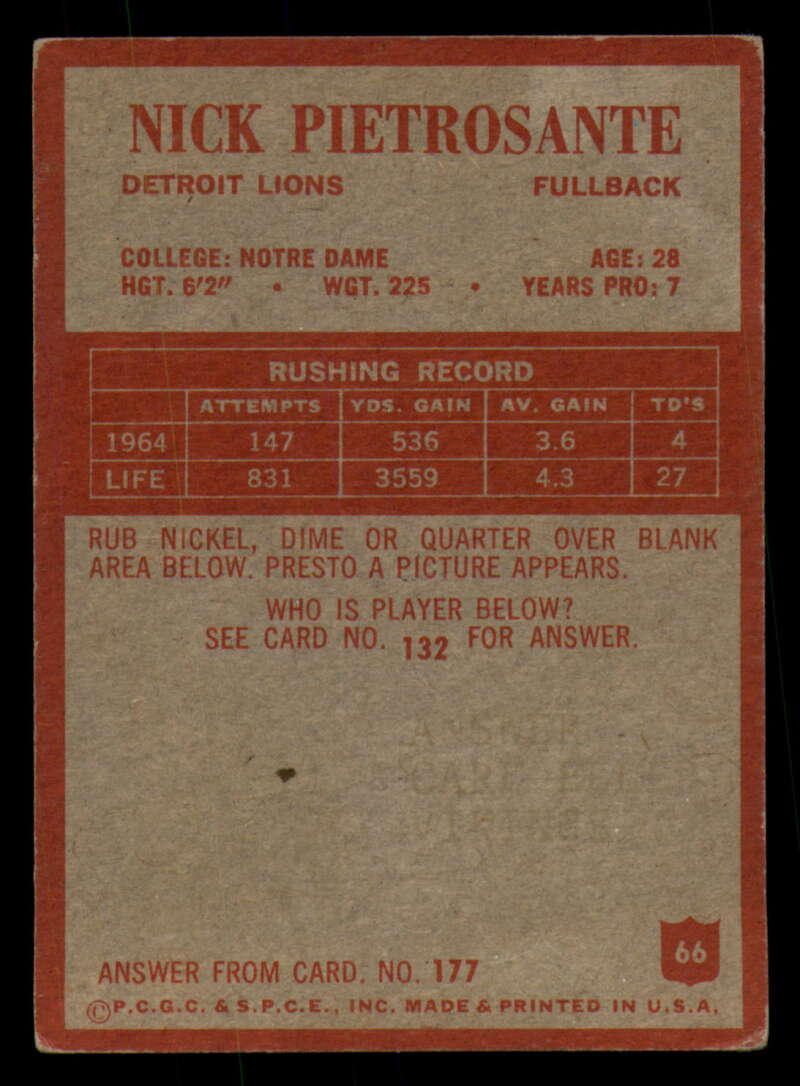 NICK PIETROSANTE
DETROIT LIONS FULLBACK
COLLEGE: NOTRE DAME AGE: 28
HGT. 6'2" • WGT. 225 • YEARS PRO: 7
RUSHING RECORD
ATTEMPTS YDS. GAIN AV. GAIN TD'S
1964 147 536 3.6 4
LIFE 831 3559 4.3 27
RUB NICKEL, DIME OR QUARTER OVER BLANK
AREA BELOW. PRESTO A PICTURE APPEARS.
WHO IS PLAYER BELOW?
SEE CARD NO. 132 FOR ANSWER.
ANSWER
CARL
66
ANSWER FROM CARD. NO. 177
©P.C.G.C. & S.P.C.E., INC. MADE & PRINTED IN U.S.A.